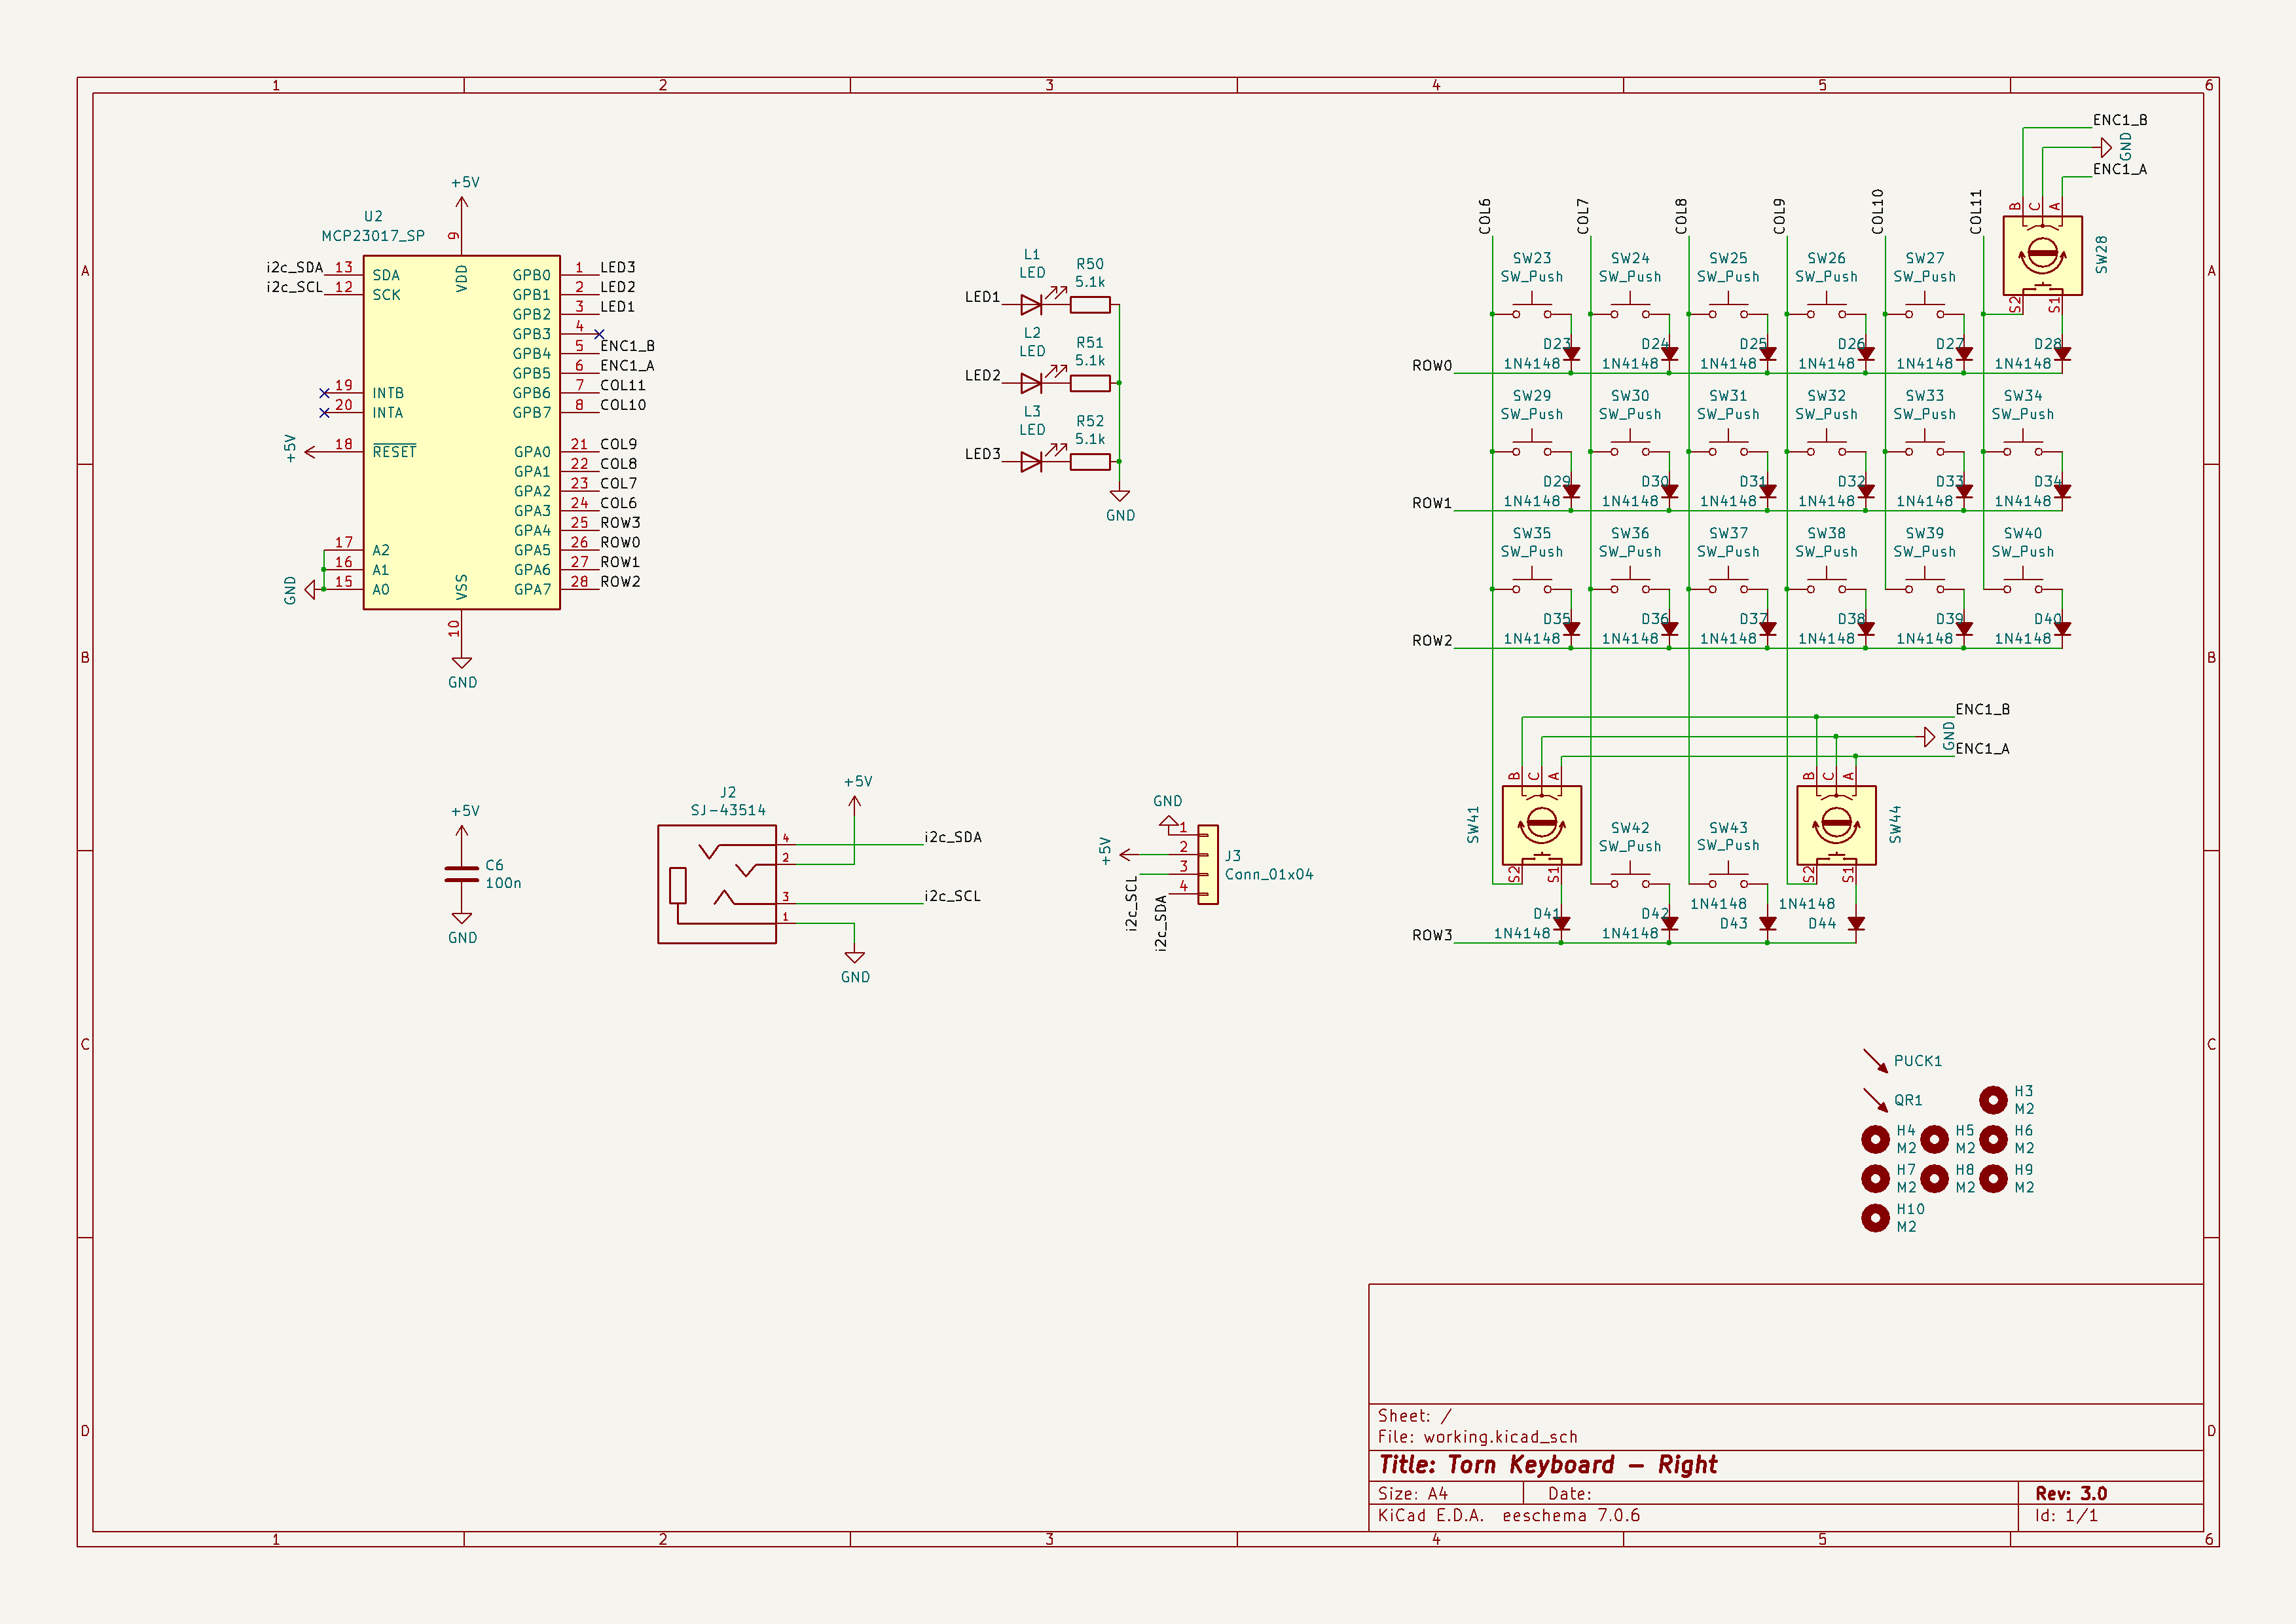 1 2 3 4 5 6
A
B
C
D
+5V
U2
MCP23017_SP
9
VDD
i2c_SDA 13 SDA
i2c_SCL 12 SCK
19 INTB
20 INTA
+5V 18 RESET
17 A2
16 A1
GND 15 A0
GPB0 1 LED3
GPB1 2 LED2
GPB2 3 LED1
GPB3 4
GPB4 5 ENC1_B
GPB5 6 ENC1_A
GPB6 7 COL11
GPB7 8 COL10
GPA0 21 COL9
GPA1 22 COL8
GPA2 23 COL7
GPA3 24 COL6
GPA4 25 ROW3
GPA5 26 ROW0
GPA6 27 ROW1
GPA7 28 ROW2
VSS
10
GND
L1
LED
R50
5.1k
LED1
L2
LED
R51
5.1k
LED2
L3
LED
R52
5.1k
LED3
GND
ENC1_B
GND
ENC1_A
COL6 COL7 COL8 COL9 COL10 COL11
B C A
SW28
S2 S1
SW23 SW24 SW25 SW26 SW27
SW_Push SW_Push SW_Push SW_Push SW_Push
D23 D24 D25 D26 D27 D28
1N4148 1N4148 1N4148 1N4148 1N4148 1N4148
ROW0
SW29 SW30 SW31 SW32 SW33 SW34
SW_Push SW_Push SW_Push SW_Push SW_Push SW_Push
D29 D30 D31 D32 D33 D34
1N4148 1N4148 1N4148 1N4148 1N4148 1N4148
ROW1
SW35 SW36 SW37 SW38 SW39 SW40
SW_Push SW_Push SW_Push SW_Push SW_Push SW_Push
D35 D36 D37 D38 D39 D40
1N4148 1N4148 1N4148 1N4148 1N4148 1N4148
ROW2
ENC1_B
GND
ENC1_A
B C A
B C A
SW41
SW42
SW_Push
SW43
SW_Push
SW44
S2 S1
S2 S1
1N4148 1N4148
D41 D42 D43 D44
1N4148 1N4148
ROW3
+5V
C6
100n
GND
J2
SJ-43514
+5V
4 i2c_SDA
2
3 i2c_SCL
1
GND
GND
+5V
1
2
3
4
J3
Conn_01x04
i2c_SCL
i2c_SDA
PUCK1
QR1
H3
M2
H4 H5 H6
M2 M2 M2
H7 H8 H9
M2 M2 M2
H10
M2
Sheet: /
File: working.kicad_sch
Title: Torn Keyboard – Right
Size: A4 Date: Rev: 3.0
KiCad E.D.A. eeschema 7.0.6 Id: 1/1
A
B
C
D
1 2 3 4 5 6